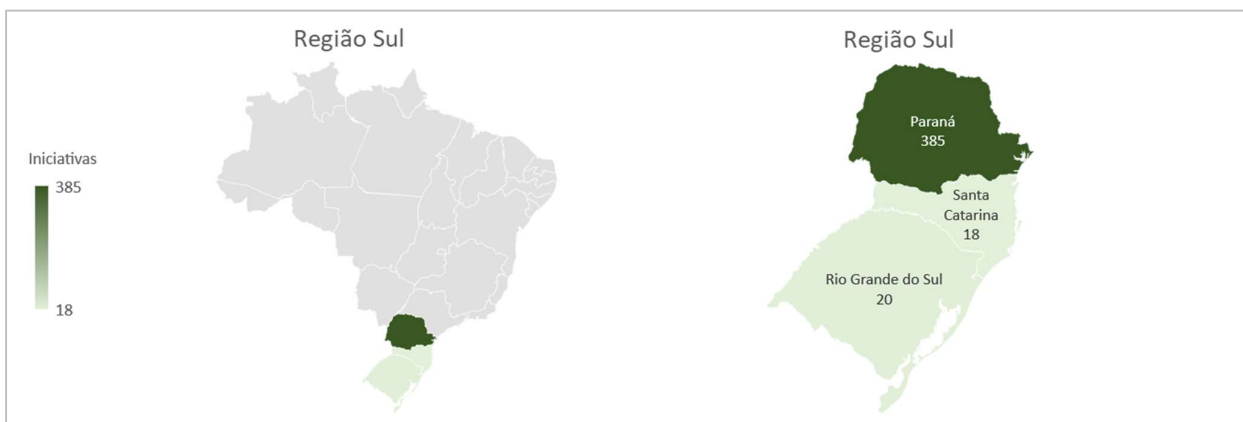 Região Sul
Iniciativas
385
18
Região Sul
Paraná
385
Santa
Catarina
18
Rio Grande do Sul
20